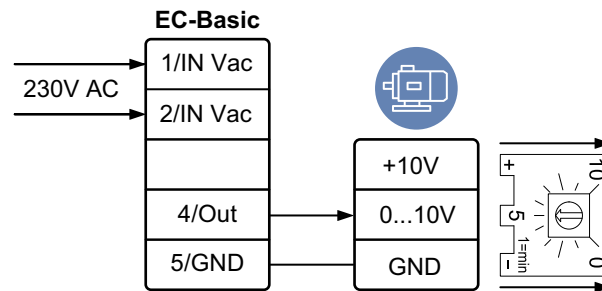 EC-Basic
1/IN Vac
230V AC
2/IN Vac
+10V
4/Out
0...10V
5/GND
GND
+
10
5
1=min
-
0